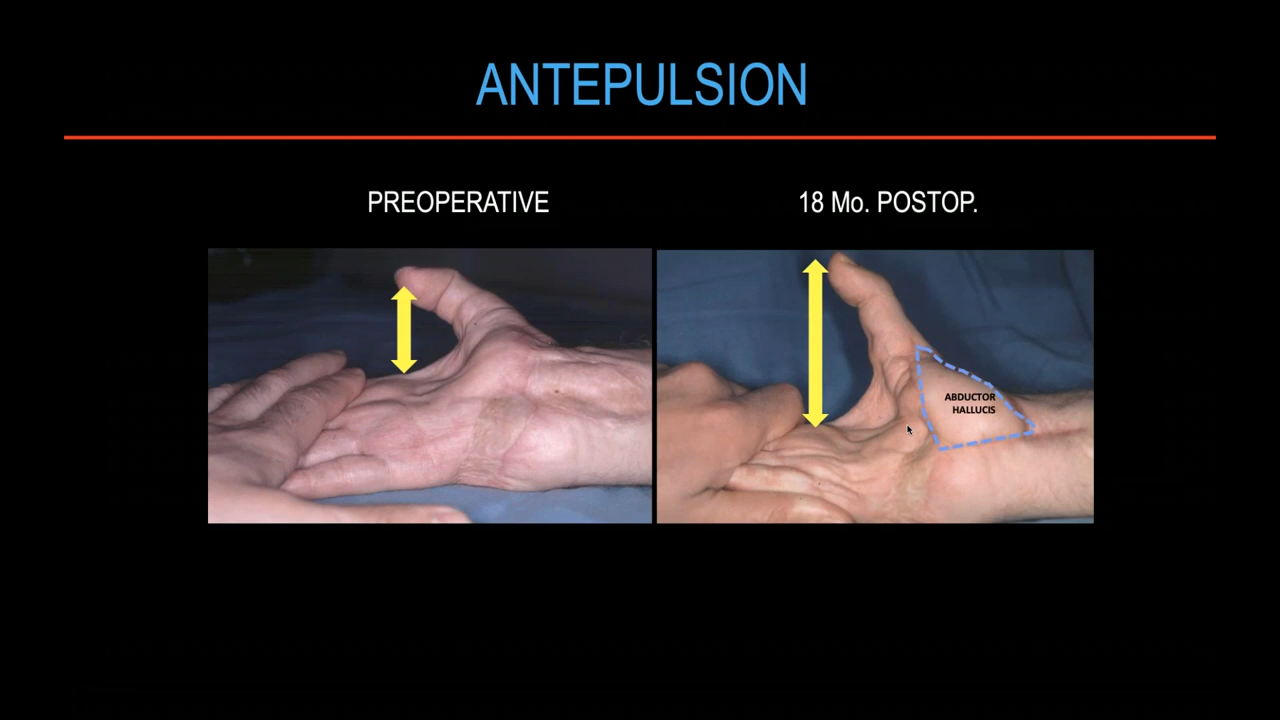 ANTEPULSION
PREOPERATIVE
18 Mo. POSTOP.
ABDUCTOR
HALLUCIS